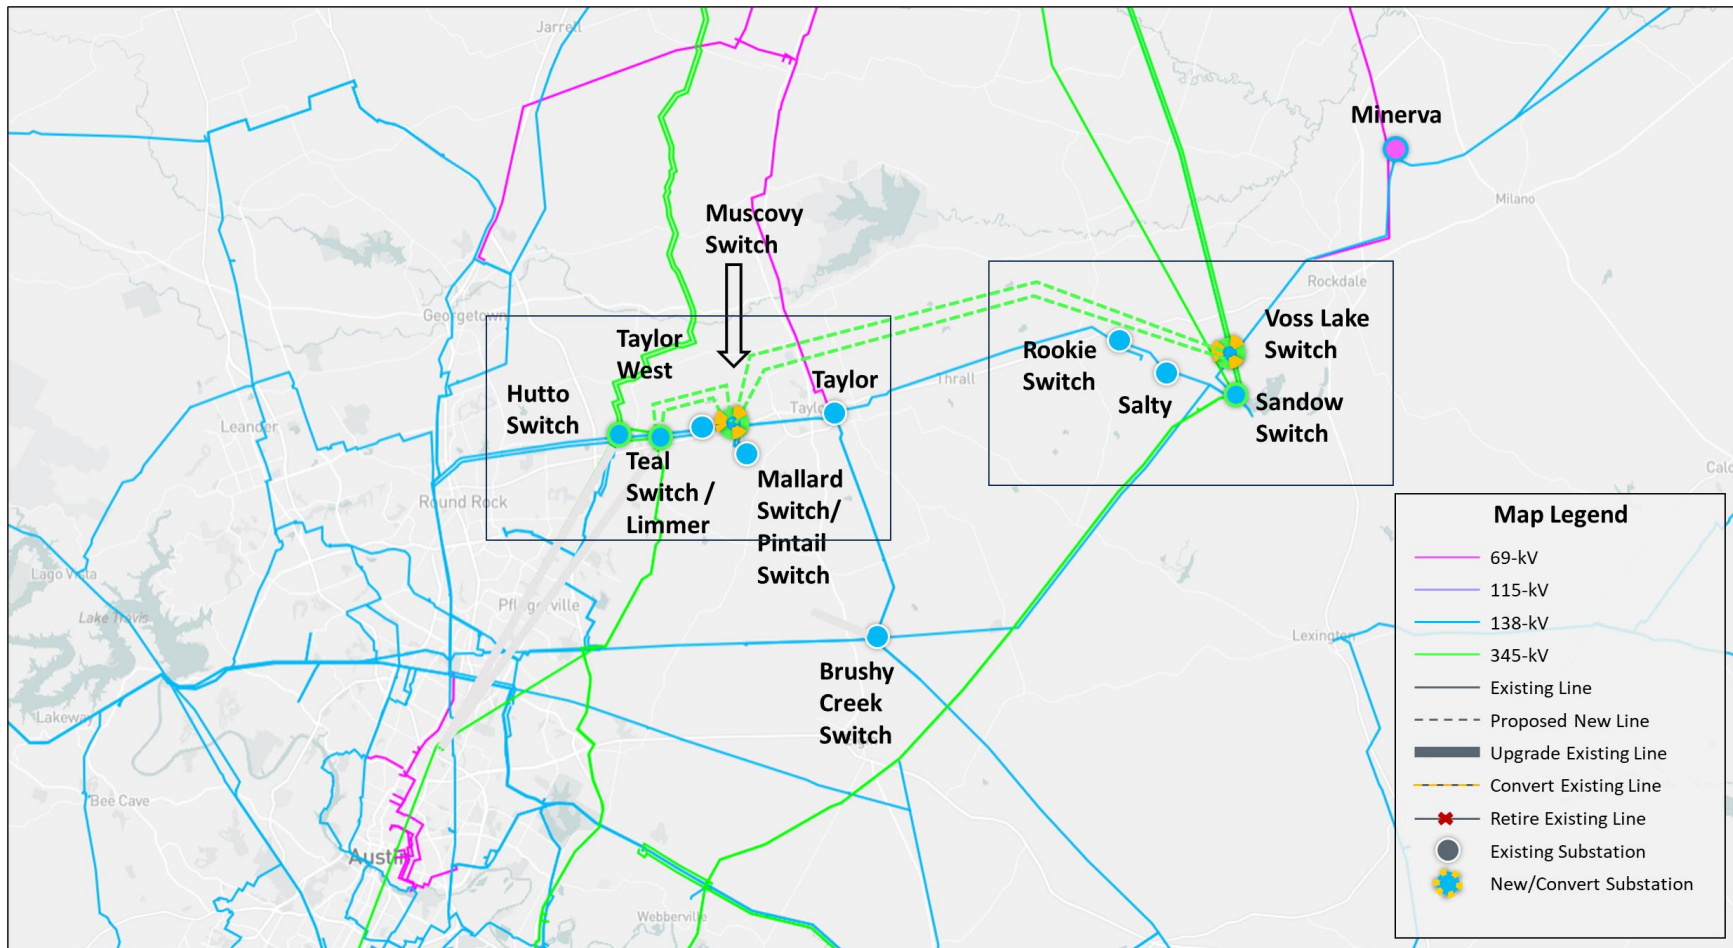 Jarrell
Minerva
Milano
Muscovy
Switch
Rockdale
Georgetown
Voss Lake
Switch
Taylor
West
Rookie
Switch
Taylor
Thrall
Hutto
Switch
Taylor
Salty
Sandow
Switch
Leander
Teal
Switch /
Limmer
Mallard
Switch/
Pintail
Switch
Round Rock
Lago Vista
Pflugerville
Lake Travis
Lexington
Brushy
Creek
Switch
Lakeway
Bee Cave
Austin
Webberville
Map Legend
69-kV
115-kV
138-kV
345-kV
Existing Line
Proposed New Line
Upgrade Existing Line
Convert Existing Line
Retire Existing Line
Existing Substation
New/Convert Substation